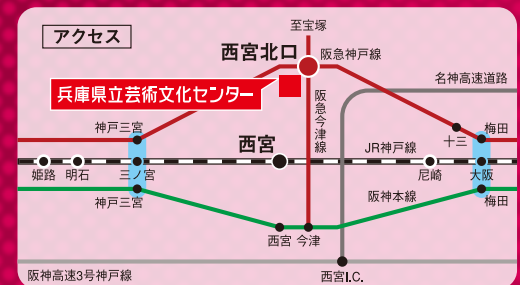 アクセス
至宝塚
西宮北口
阪急神戸線
名神高速道路
兵庫県立芸術文化センター
阪急今津線
神戸三宮
十三
梅田
西宮
JR神戸線
姫路
明石
三ノ宮
尼崎
大阪
神戸三宮
阪神本線
梅田
西宮
今津
阪神高速3号神戸線
西宮I.C.